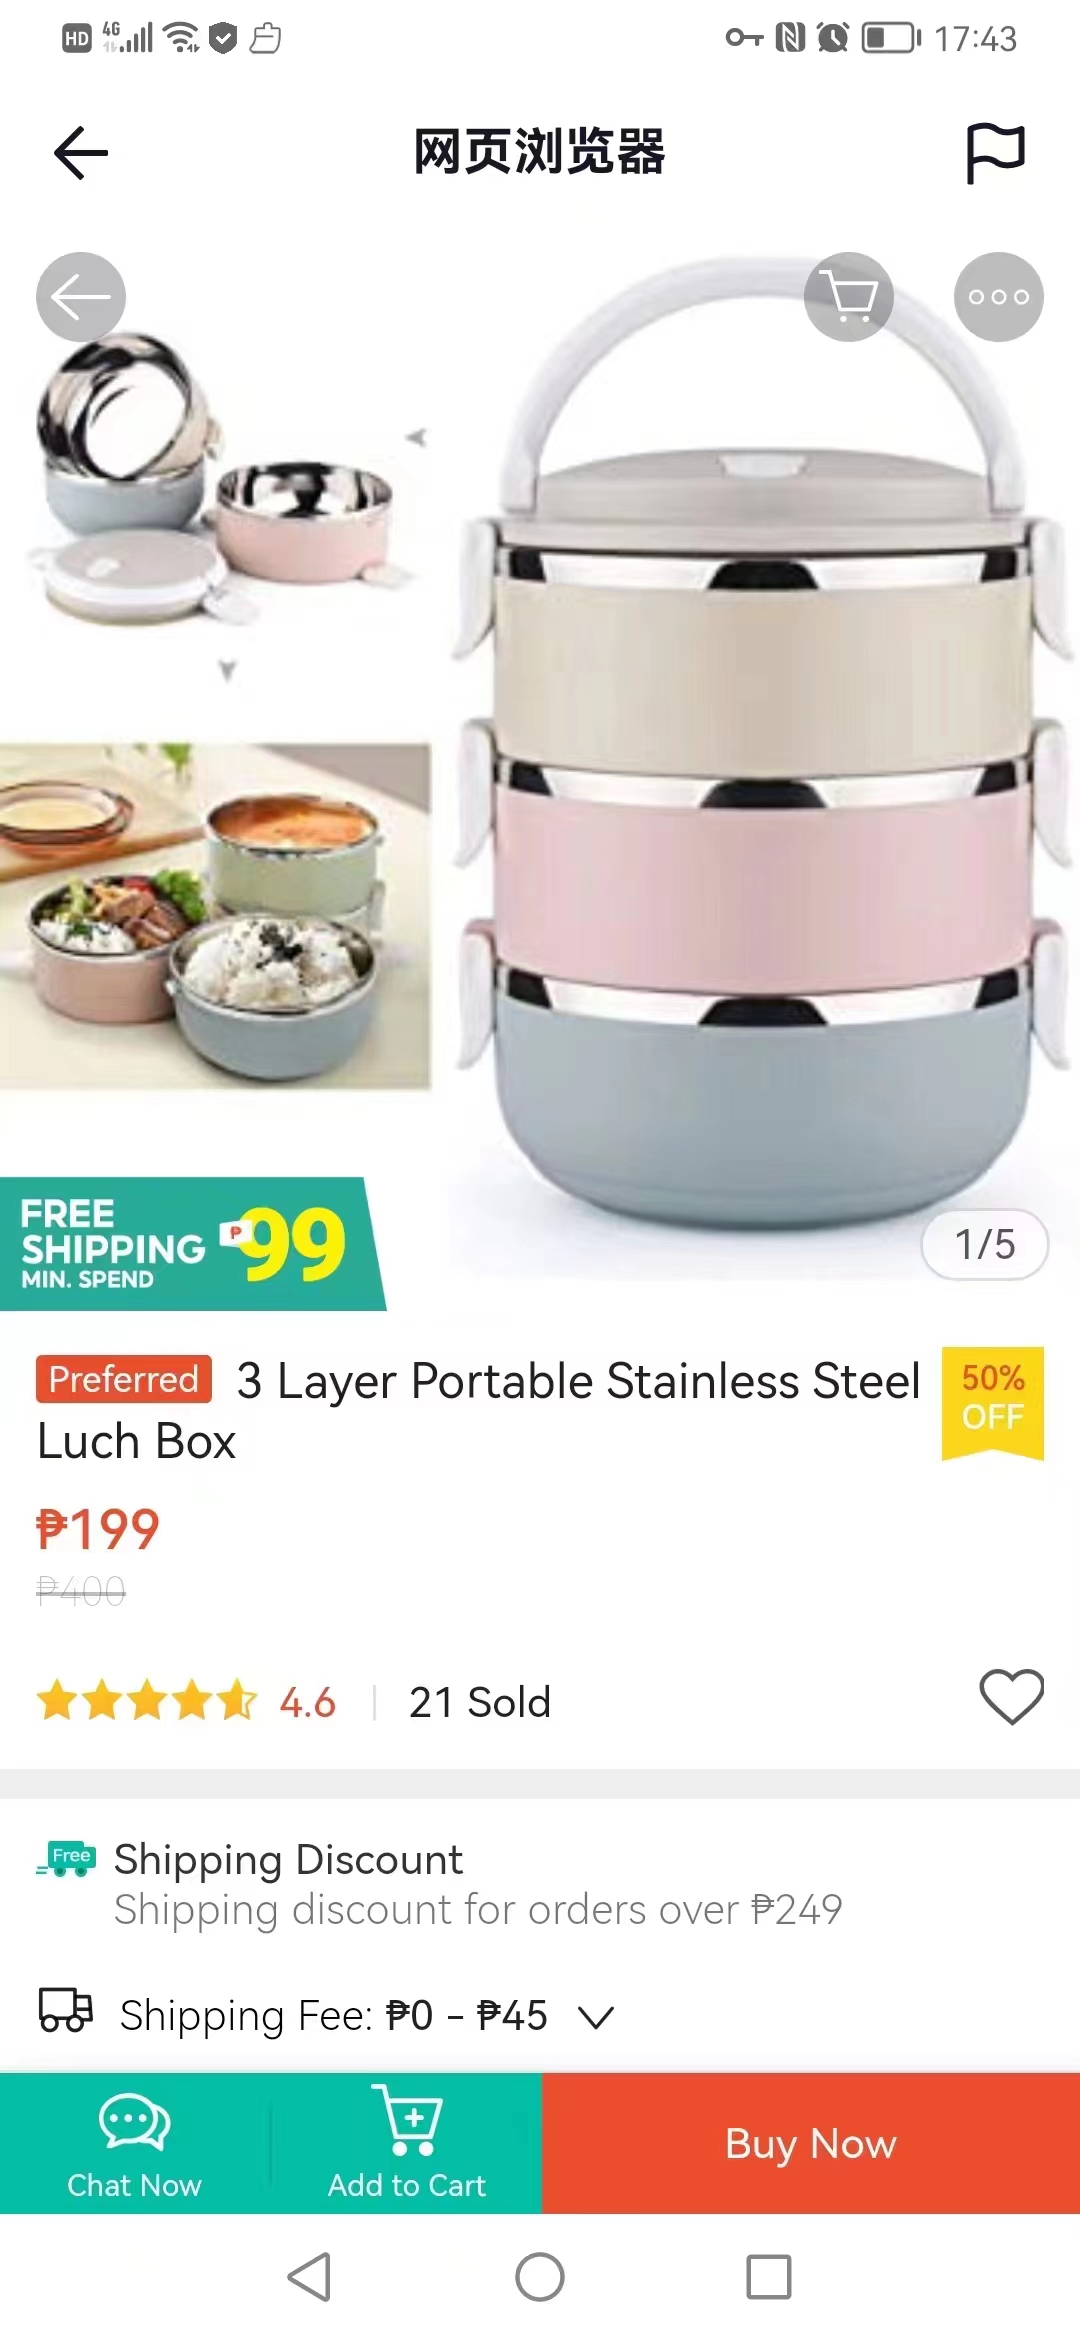 HD 4G 17:43
网页浏览器
FREE
SHIPPING ₱99
MIN. SPEND
1/5
Preferred 3 Layer Portable Stainless Steel
Luch Box
50%
OFF
₱199
₱400
4.6 21 Sold
Free Shipping Discount
Shipping discount for orders over ₱249
Shipping Fee: ₱0 - ₱45
Chat Now
Add to Cart
Buy Now